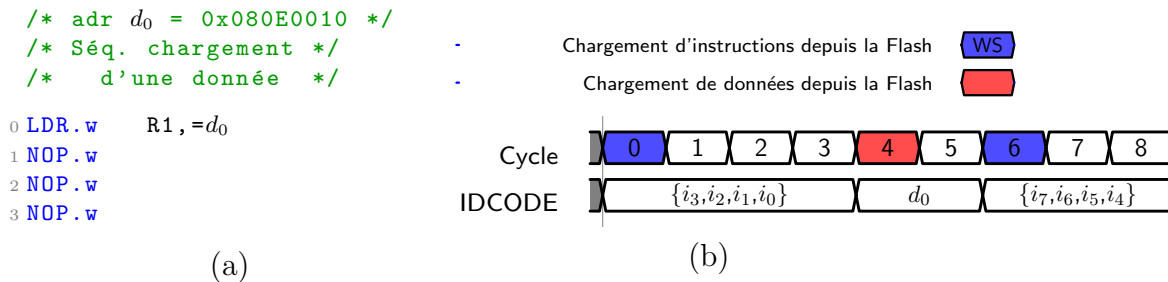 /* adr d0 = 0x080E0010 */
/* Séq. chargement */
/* d'une donnée */
0 LDR.w R1,=d0
1 NOP.w
2 NOP.w
3 NOP.w
(a)
- Chargement d'instructions depuis la Flash WS
- Chargement de données depuis la Flash
Cycle 0 1 2 3 4 5 6 7 8
IDCODE {i3,i2,i1,i0} d0 {i7,i6,i5,i4}
(b)